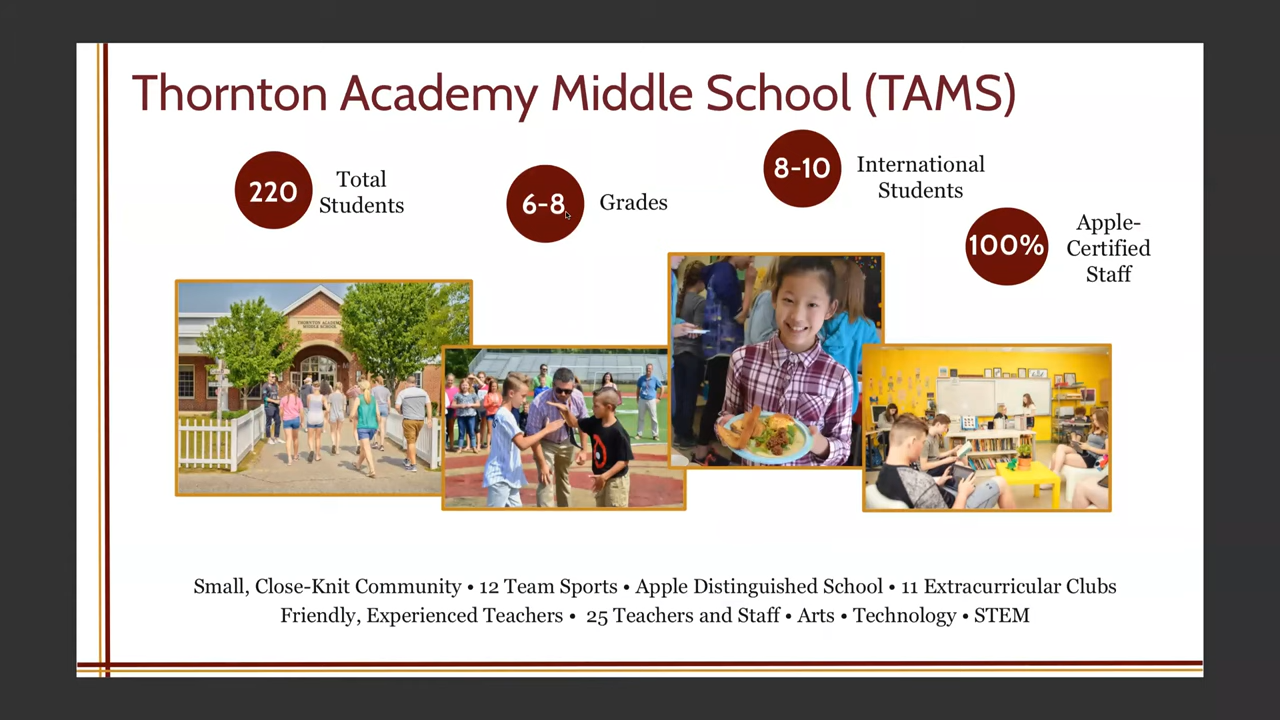 Thornton Academy Middle School (TAMS)
220
Total
Students
6-8
Grades
8-10
International
Students
100%
Apple-
Certified
Staff
THORNTON ACADEMY
MIDDLE SCHOOL
Small, Close-Knit Community • 12 Team Sports • Apple Distinguished School • 11 Extracurricular Clubs
Friendly, Experienced Teachers • 25 Teachers and Staff • Arts • Technology • STEM